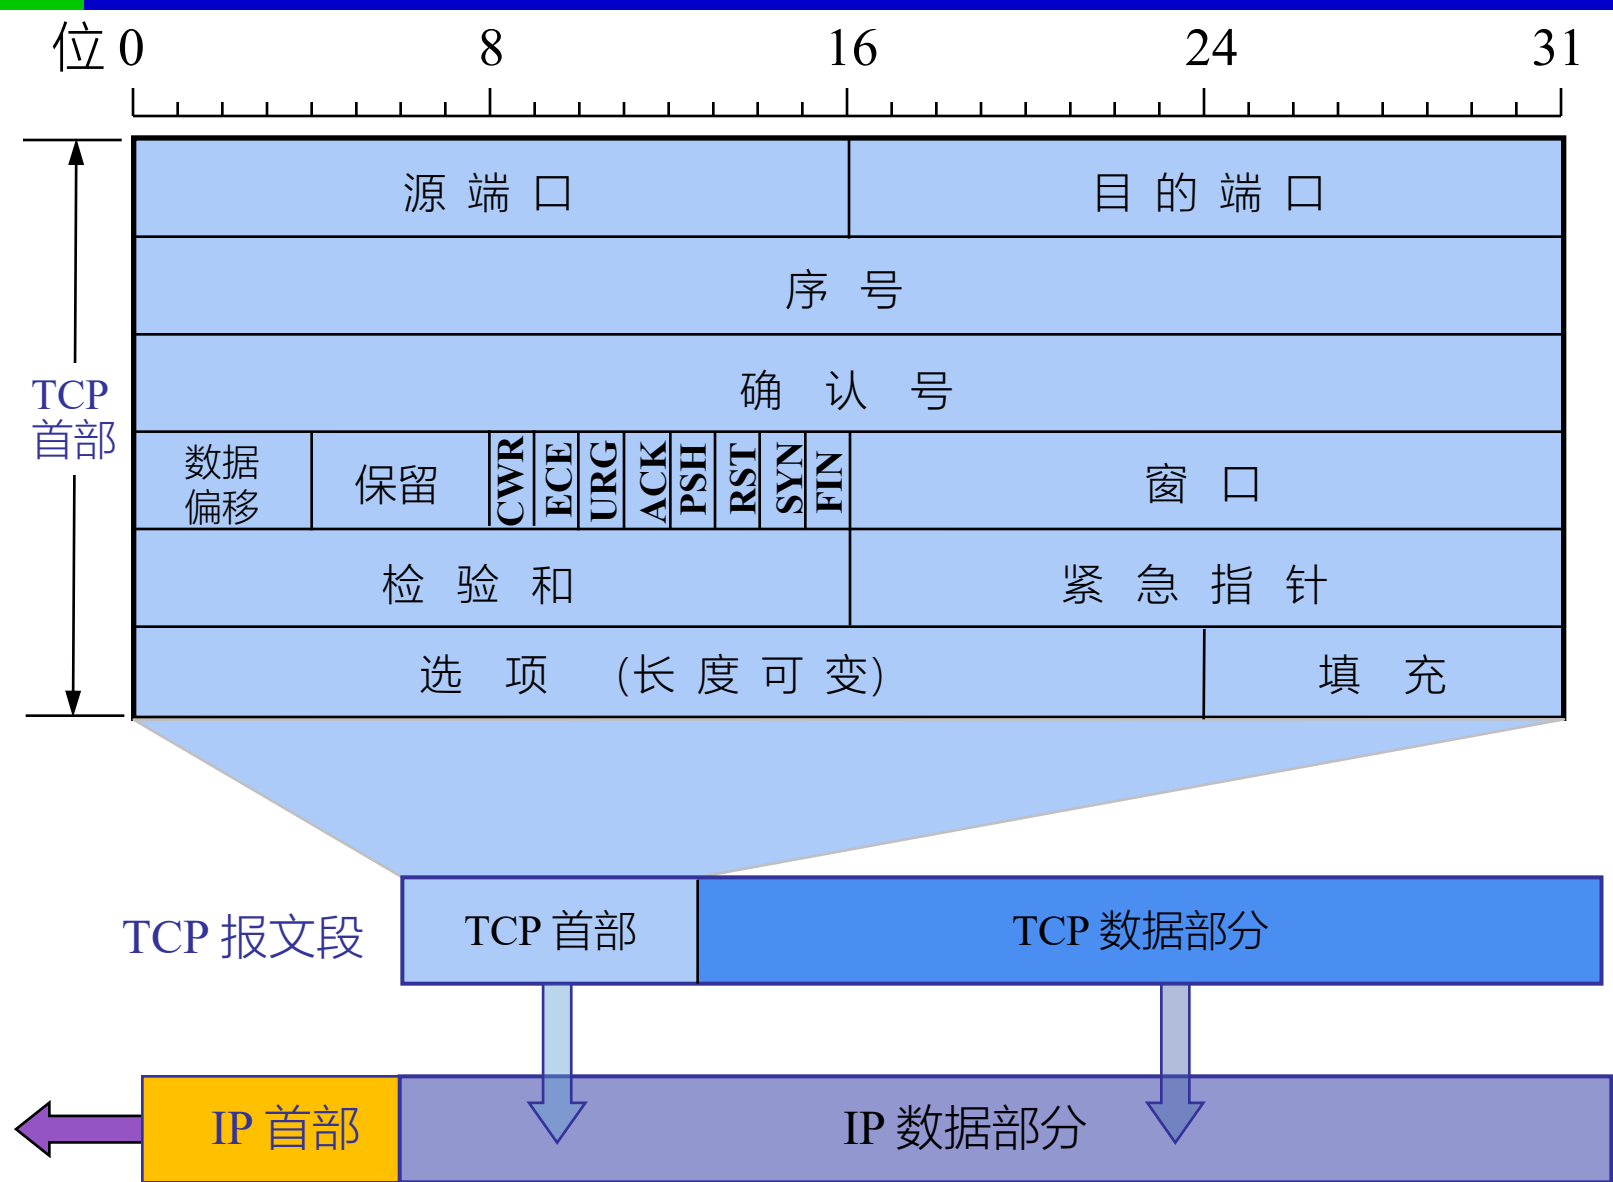 位 0 8 16 24 31
源 端 口 目 的 端 口
序 号
确 认 号
TCP
首部
数据
偏移
保留
CWR
ECE
URG
ACK
PSH
RST
SYN
FIN
窗 口
检 验 和 紧 急 指 针
选 项 (长 度 可 变) 填 充
TCP 报文段 TCP 首部 TCP 数据部分
IP 首部 IP 数据部分